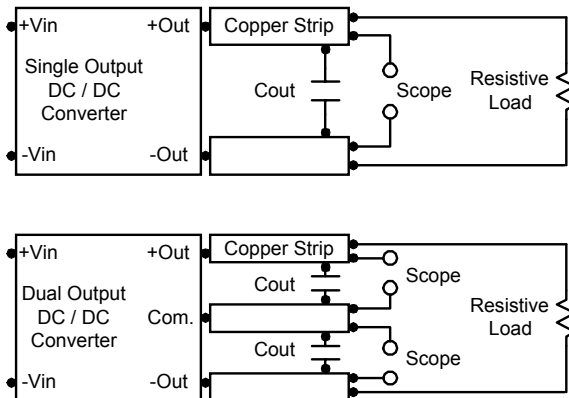 +Vin
+Out
Copper Strip
Single Output
DC / DC
Converter
Cout
Scope
Resistive
Load
-Vin
-Out
+Vin
+Out
Copper Strip
Cout
Scope
Dual Output
DC / DC
Converter
Com.
Resistive
Load
Cout
Scope
-Vin
-Out